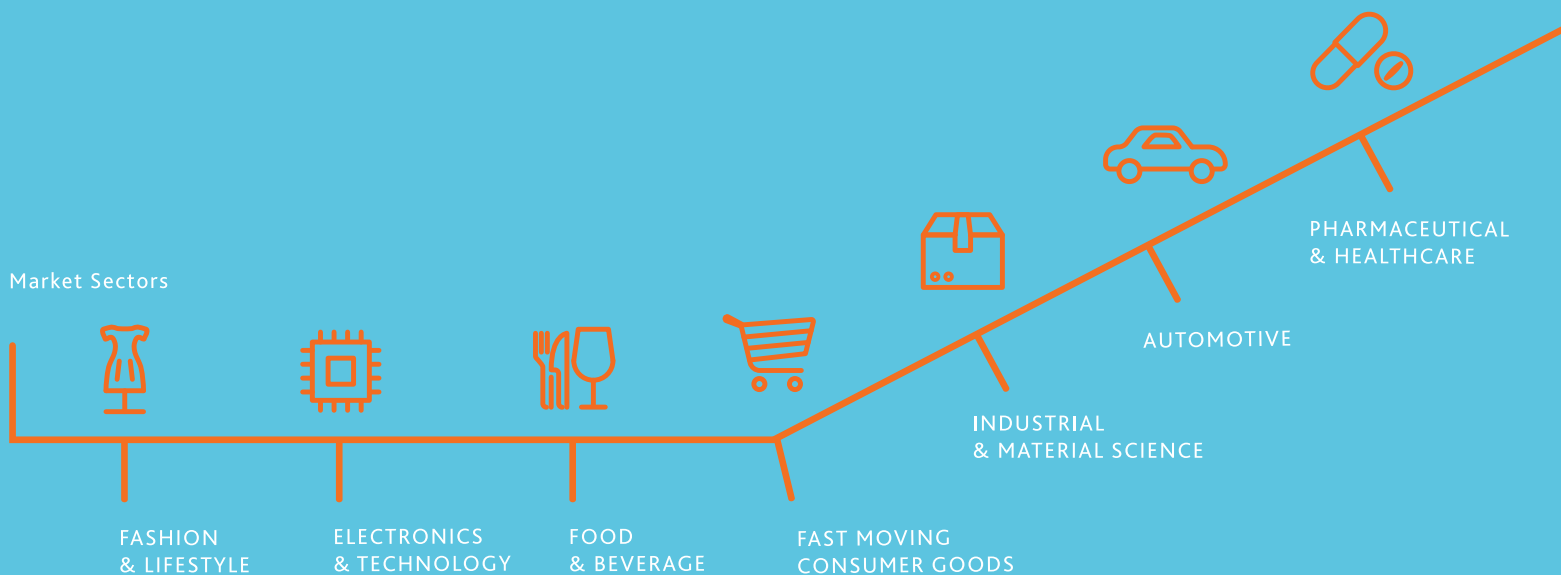 Market Sectors
FASHION
& LIFESTYLE
ELECTRONICS
& TECHNOLOGY
FOOD
& BEVERAGE
FAST MOVING
CONSUMER GOODS
INDUSTRIAL
& MATERIAL SCIENCE
AUTOMOTIVE
PHARMACEUTICAL
& HEALTHCARE